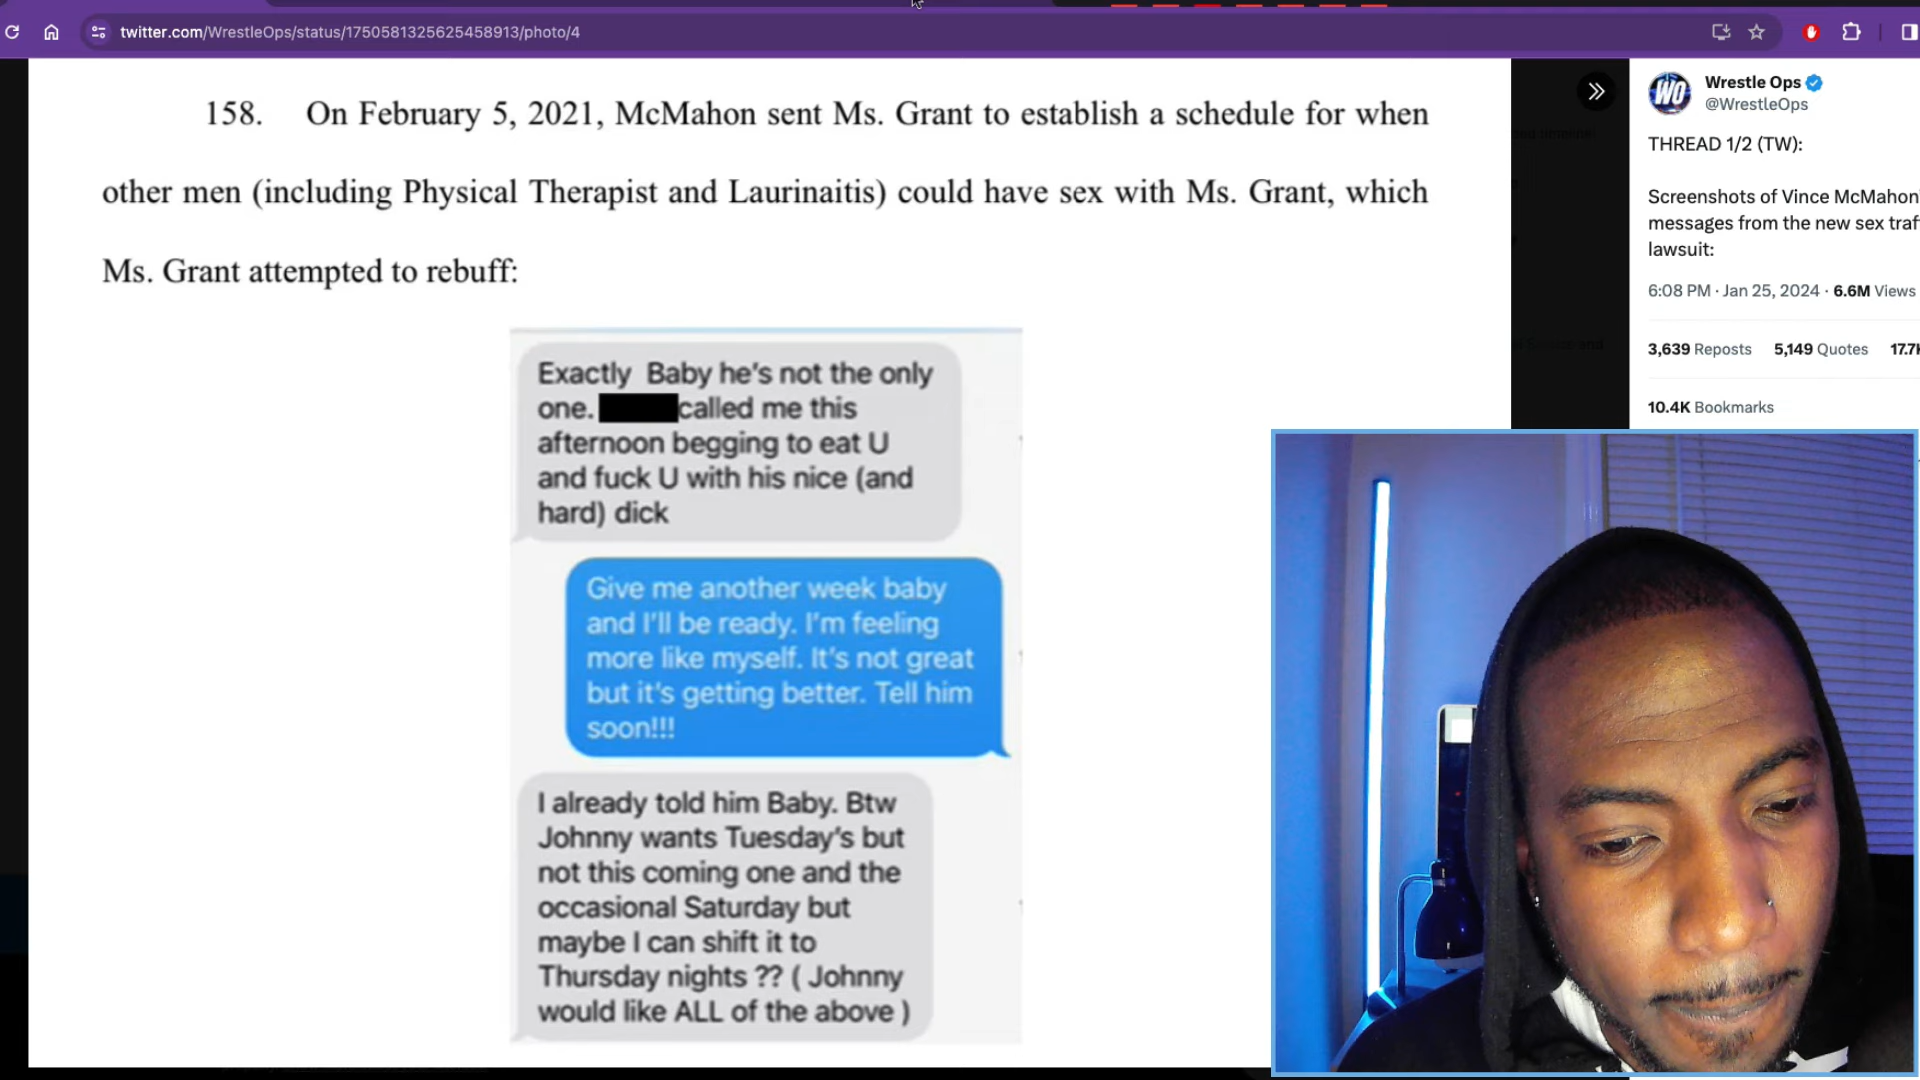 twitter.com/WrestleOps/status/1750581325625458913/photo/4
158. On February 5, 2021, McMahon sent Ms. Grant to establish a schedule for when
other men (including Physical Therapist and Laurinaitis) could have sex with Ms. Grant, which
Ms. Grant attempted to rebuff:
Exactly Baby he's not the only
one. called me this
afternoon begging to eat U
and fuck U with his nice (and
hard) dick
Give me another week baby
and I'll be ready. I'm feeling
more like myself. It's not great
but it's getting better. Tell him
soon!!!
I already told him Baby. Btw
Johnny wants Tuesday's but
not this coming one and the
occasional Saturday but
maybe I can shift it to
Thursday nights ?? ( Johnny
would like ALL of the above )
WO
Wrestle Ops
@WrestleOps
THREAD 1/2 (TW):
Screenshots of Vince McMahon'
messages from the new sex traf
lawsuit:
6:08 PM · Jan 25, 2024 · 6.6M Views
3,639 Reposts 5,149 Quotes 17.7K
10.4K Bookmarks